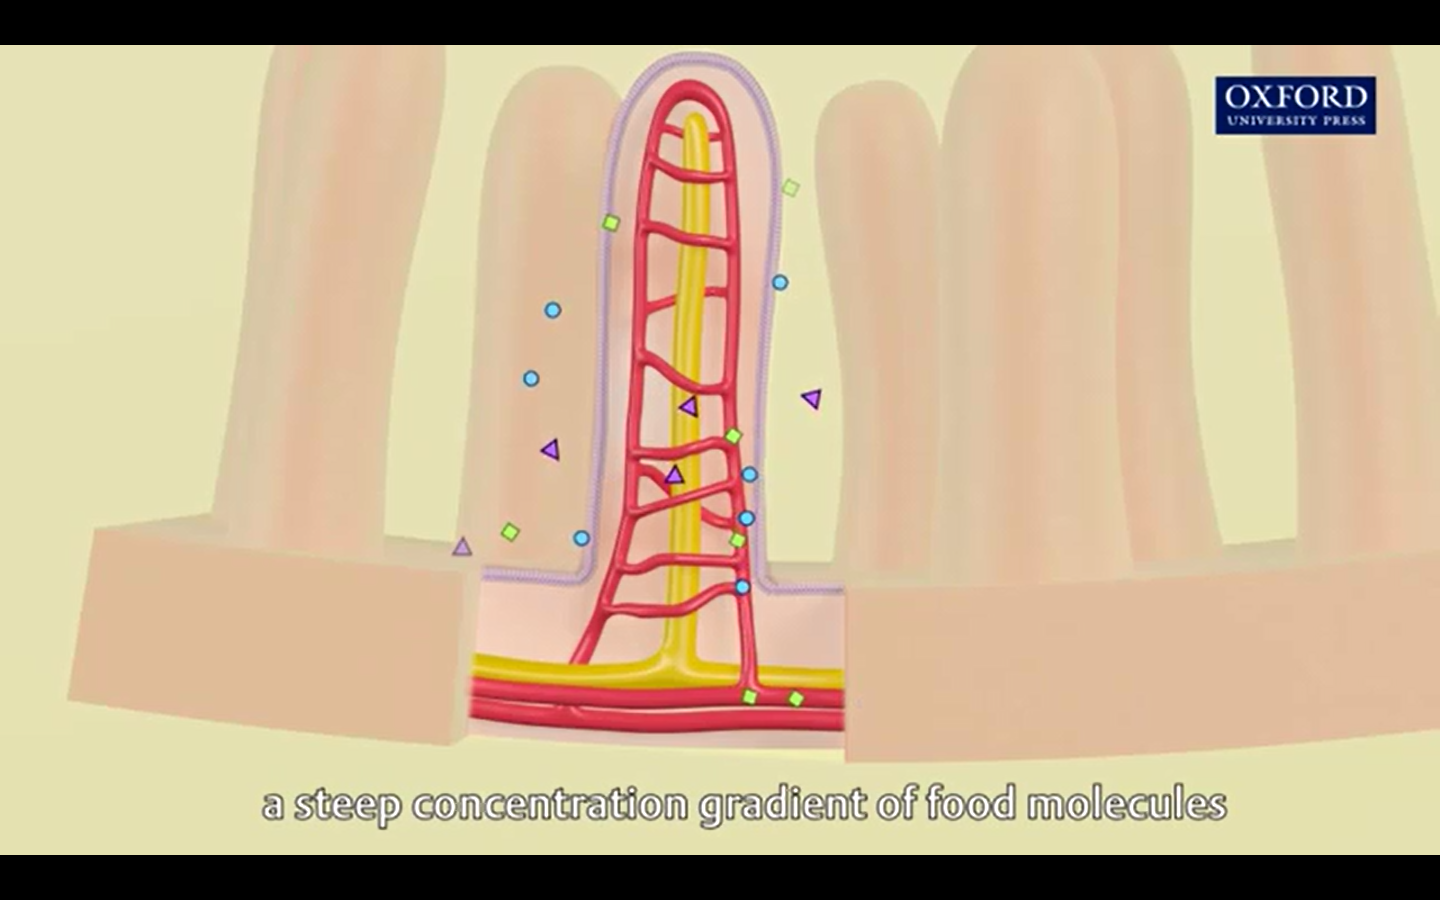 OXFORD
UNIVERSITY PRESS
a steep concentration gradient of food molecules